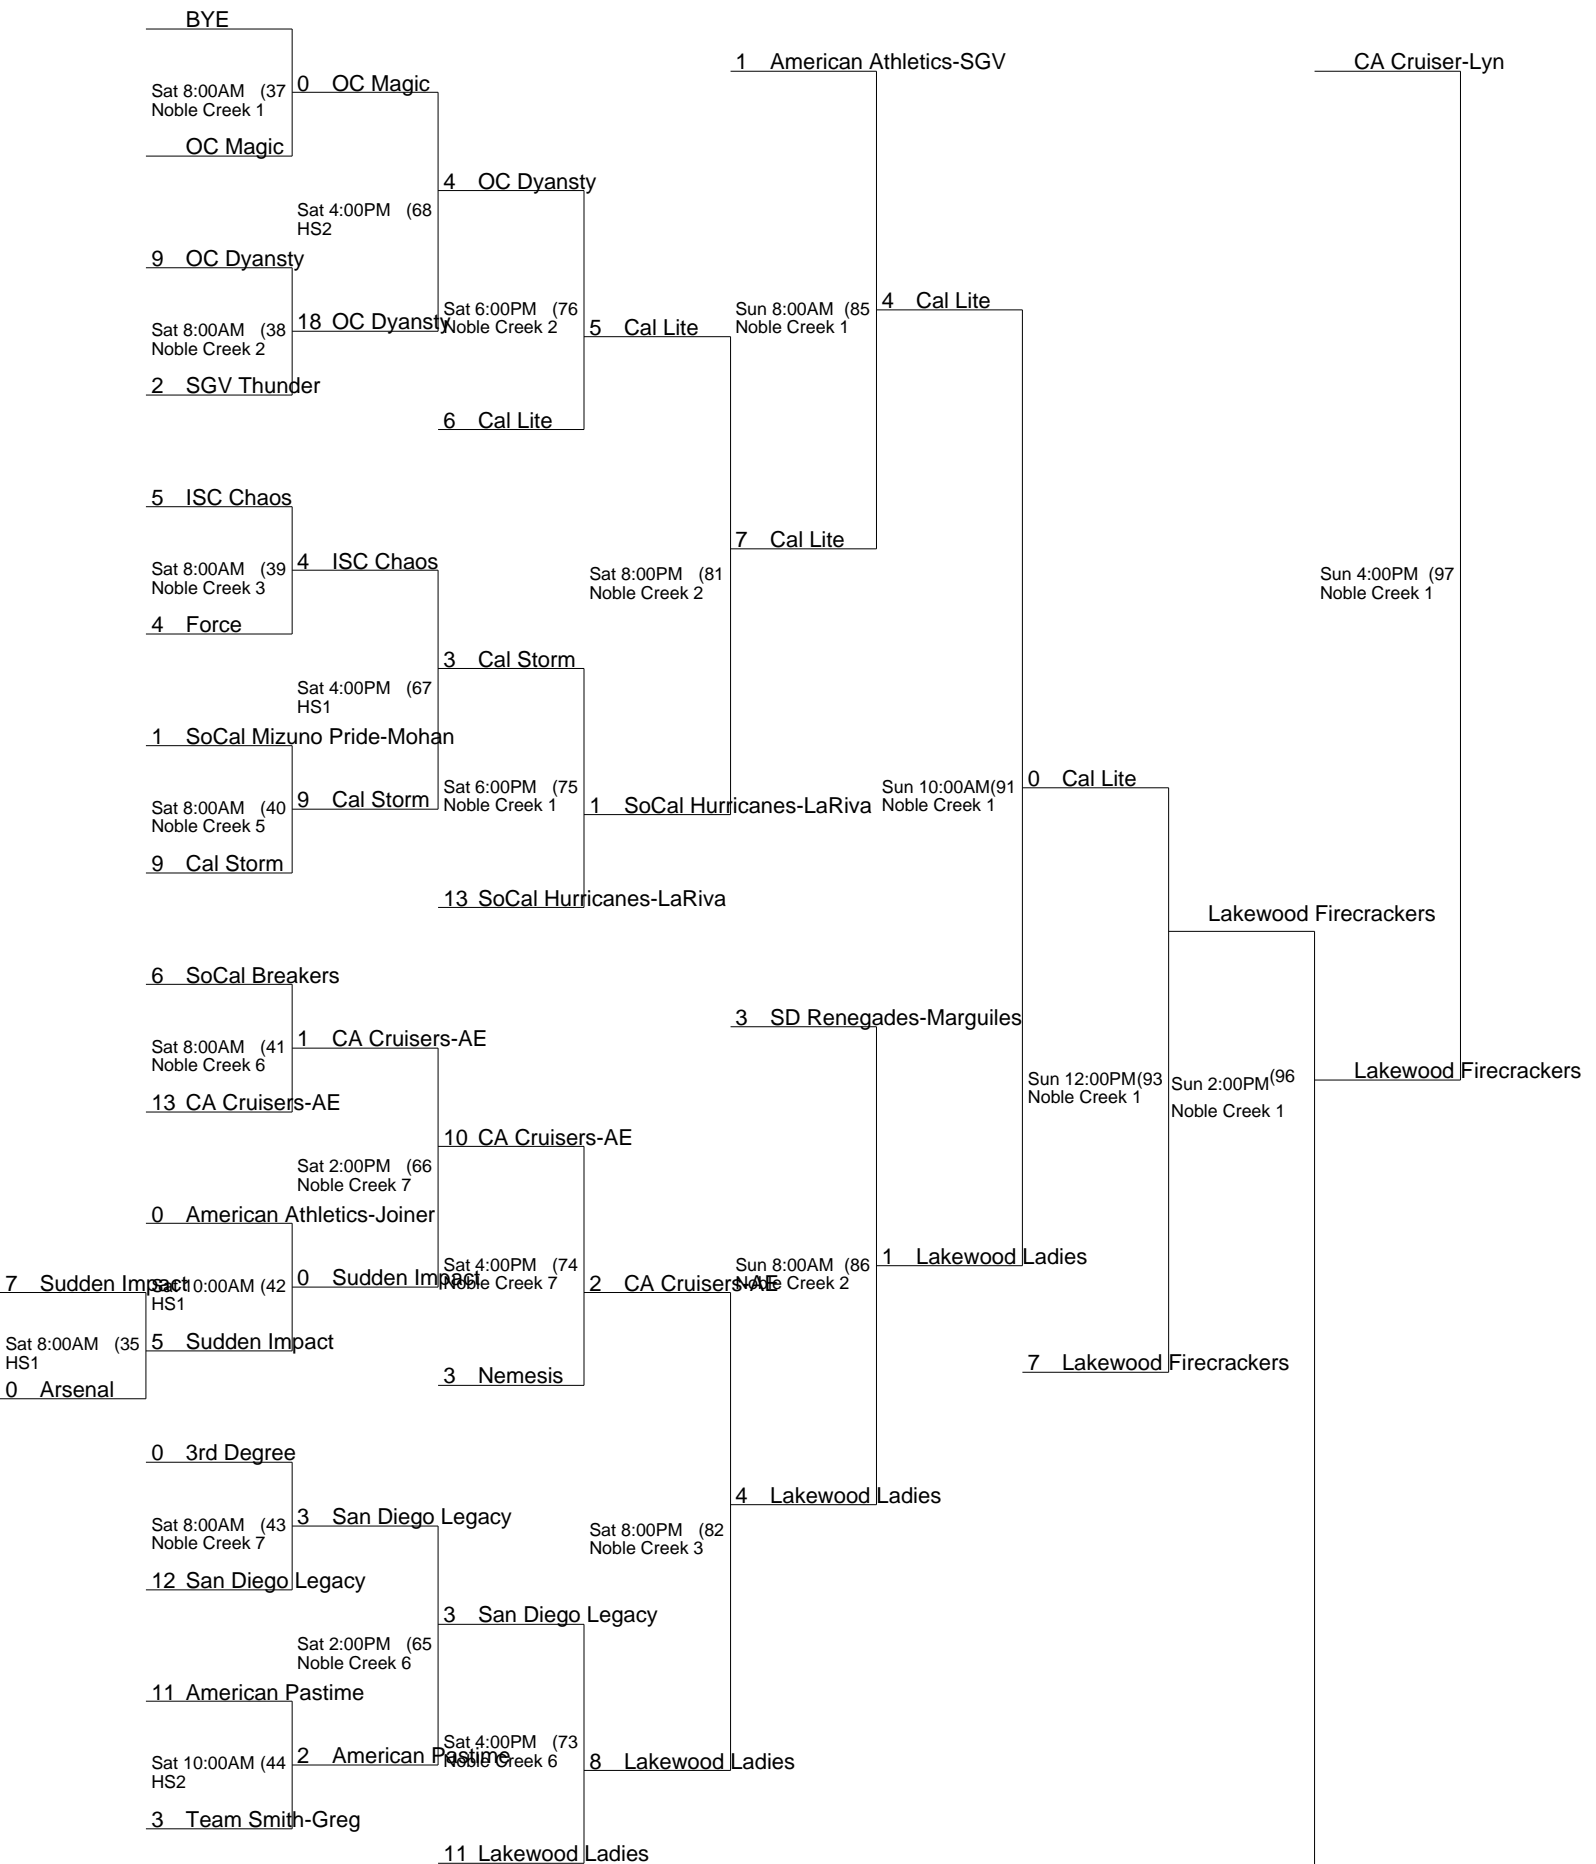 BYE
Sat 8:00AM (37
Noble Creek 1
OC Magic
0 OC Magic
9 OC Dyansty
Sat 8:00AM (38
Noble Creek 2
2 SGV Thunder
18 OC Dyansty
Sat 4:00PM (68
HS2
4 OC Dyansty
Sat 6:00PM (76
Noble Creek 2
6 Cal Lite
5 Cal Lite
5 ISC Chaos
Sat 8:00AM (39
Noble Creek 3
4 Force
4 ISC Chaos
Sat 4:00PM (67
HS1
1 SoCal Mizuno Pride-Mohan
Sat 8:00AM (40
Noble Creek 5
9 Cal Storm
9 Cal Storm
3 Cal Storm
Sat 6:00PM (75
Noble Creek 1
13 SoCal Hurricanes-LaRiva
1 SoCal Hurricanes-LaRiva
Sat 8:00PM (81
Noble Creek 2
7 Cal Lite
1 American Athletics-SGV
Sun 8:00AM (85
Noble Creek 1
4 Cal Lite
6 SoCal Breakers
Sat 8:00AM (41
Noble Creek 6
13 CA Cruisers-AE
1 CA Cruisers-AE
Sat 2:00PM (66
Noble Creek 7
0 American Athletics-Joiner
7 Sudden Impact
Sat 8:00AM (35
HS1
0 Arsenal
Sat 10:00AM (42
HS1
5 Sudden Impact
0 Sudden Impact
10 CA Cruisers-AE
Sat 4:00PM (74
Noble Creek 7
3 Nemesis
2 CA Cruisers-AE
0 3rd Degree
Sat 8:00AM (43
Noble Creek 7
12 San Diego Legacy
3 San Diego Legacy
Sat 2:00PM (65
Noble Creek 6
11 American Pastime
Sat 10:00AM (44
HS2
3 Team Smith-Greg
2 American Pastime
3 San Diego Legacy
Sat 4:00PM (73
Noble Creek 6
11 Lakewood Ladies
8 Lakewood Ladies
Sat 8:00PM (82
Noble Creek 3
4 Lakewood Ladies
3 SD Renegades-Marguiles
Sun 8:00AM (86
Noble Creek 2
1 Lakewood Ladies
Sun 10:00AM(91
Noble Creek 1
0 Cal Lite
Sun 12:00PM(93
Noble Creek 1
7 Lakewood Firecrackers
Lakewood Firecrackers
Sun 2:00PM(96
Noble Creek 1
CA Cruiser-Lyn
Sun 4:00PM (97
Noble Creek 1
Lakewood Firecrackers